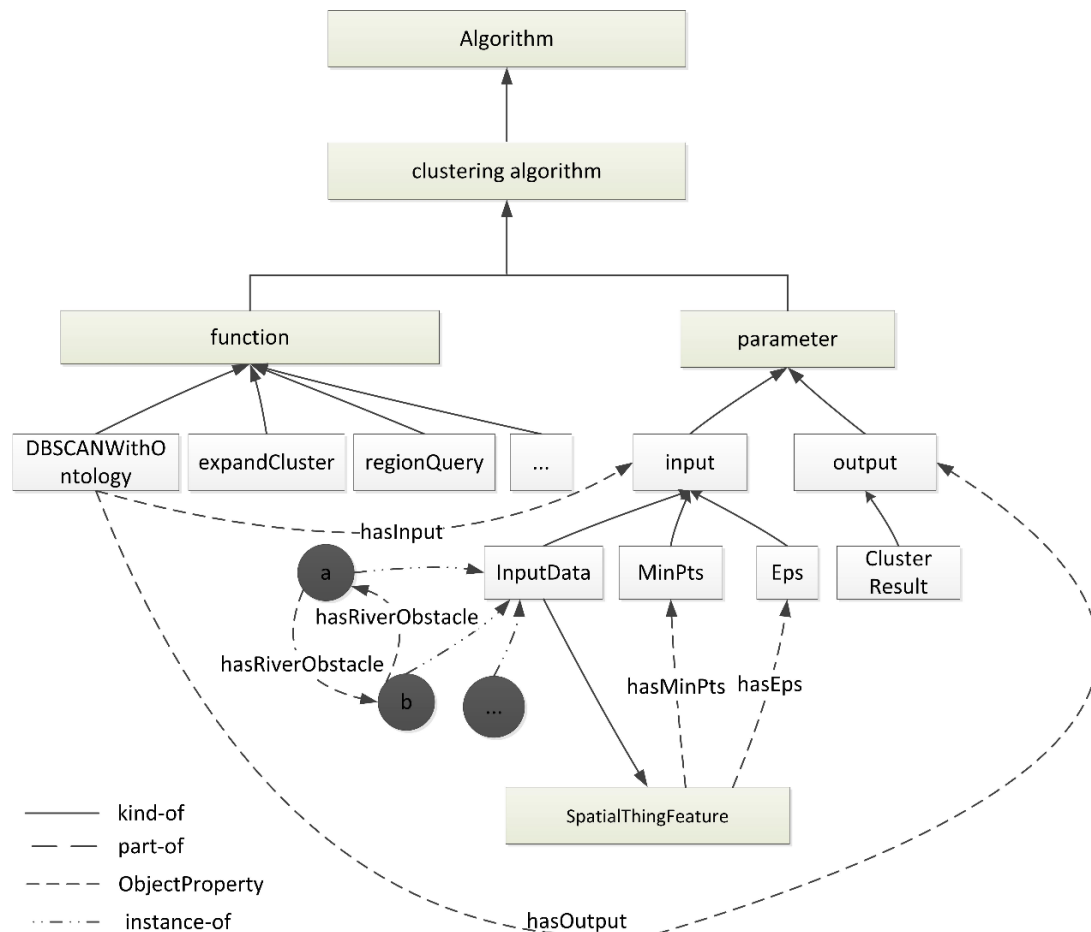 Algorithm
clustering algorithm
function
parameter
DBSCANWithO
ntology
expandCluster
regionQuery
...
input
output
hasInput
InputData
MinPts
Eps
Cluster
Result
a
hasRiverObstacle
hasRiverObstacle
b
...
hasMinPts
hasEps
SpatialThingFeature
kind-of
part-of
ObjectProperty
instance-of
hasOutput